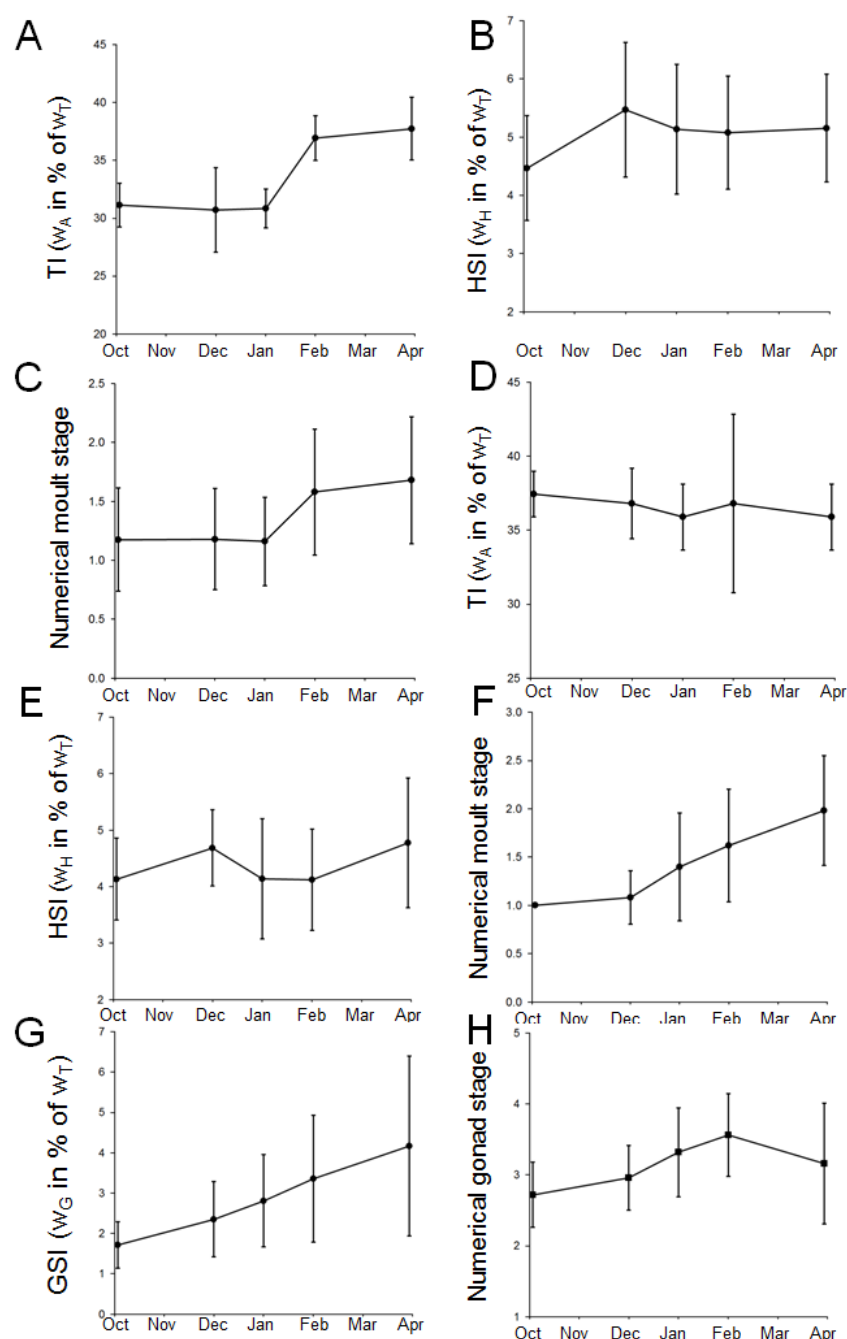 A
TI (wA in % of wT)
45
40
35
30
25
20
Oct Nov Dec Jan Feb Mar Apr
B
HSI (wH in % of wT)
7
6
5
4
3
2
Oct Nov Dec Jan Feb Mar Apr
C
Numerical moult stage
2.5
2.0
1.5
1.0
0.5
0.0
Oct Nov Dec Jan Feb Mar Apr
D
TI (wA in % of wT)
45
40
35
30
25
Oct Nov Dec Jan Feb Mar Apr
E
HSI (wH in % of wT)
7
6
5
4
3
2
Oct Nov Dec Jan Feb Mar Apr
F
Numerical moult stage
3.0
2.5
2.0
1.5
1.0
0.5
0.0
Oct Nov Dec Jan Feb Mar Apr
G
GSI (wG in % of wT)
7
6
5
4
3
2
1
0
Oct Nov Dec Jan Feb Mar Apr
H
Numerical gonad stage
5
4
3
2
1
Oct Nov Dec Jan Feb Mar Apr